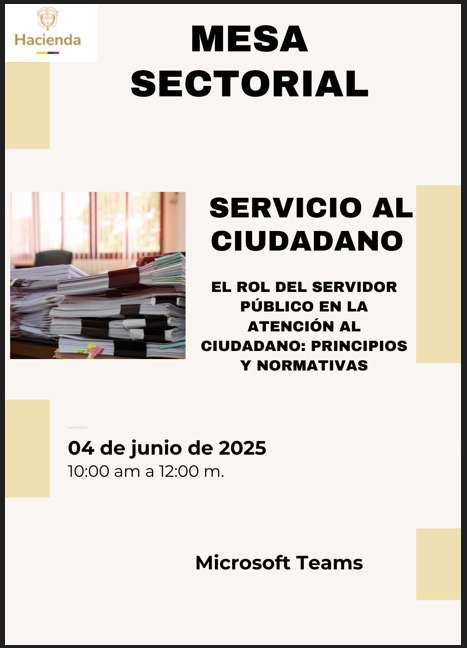 Hacienda
MESA
SECTORIAL
SERVICIO AL
CIUDADANO
EL ROL DEL SERVIDOR
PÚBLICO EN LA
ATENCIÓN AL
CIUDADANO: PRINCIPIOS
Y NORMATIVAS
04 de junio de 2025
10:00 am a 12:00 m.
Microsoft Teams